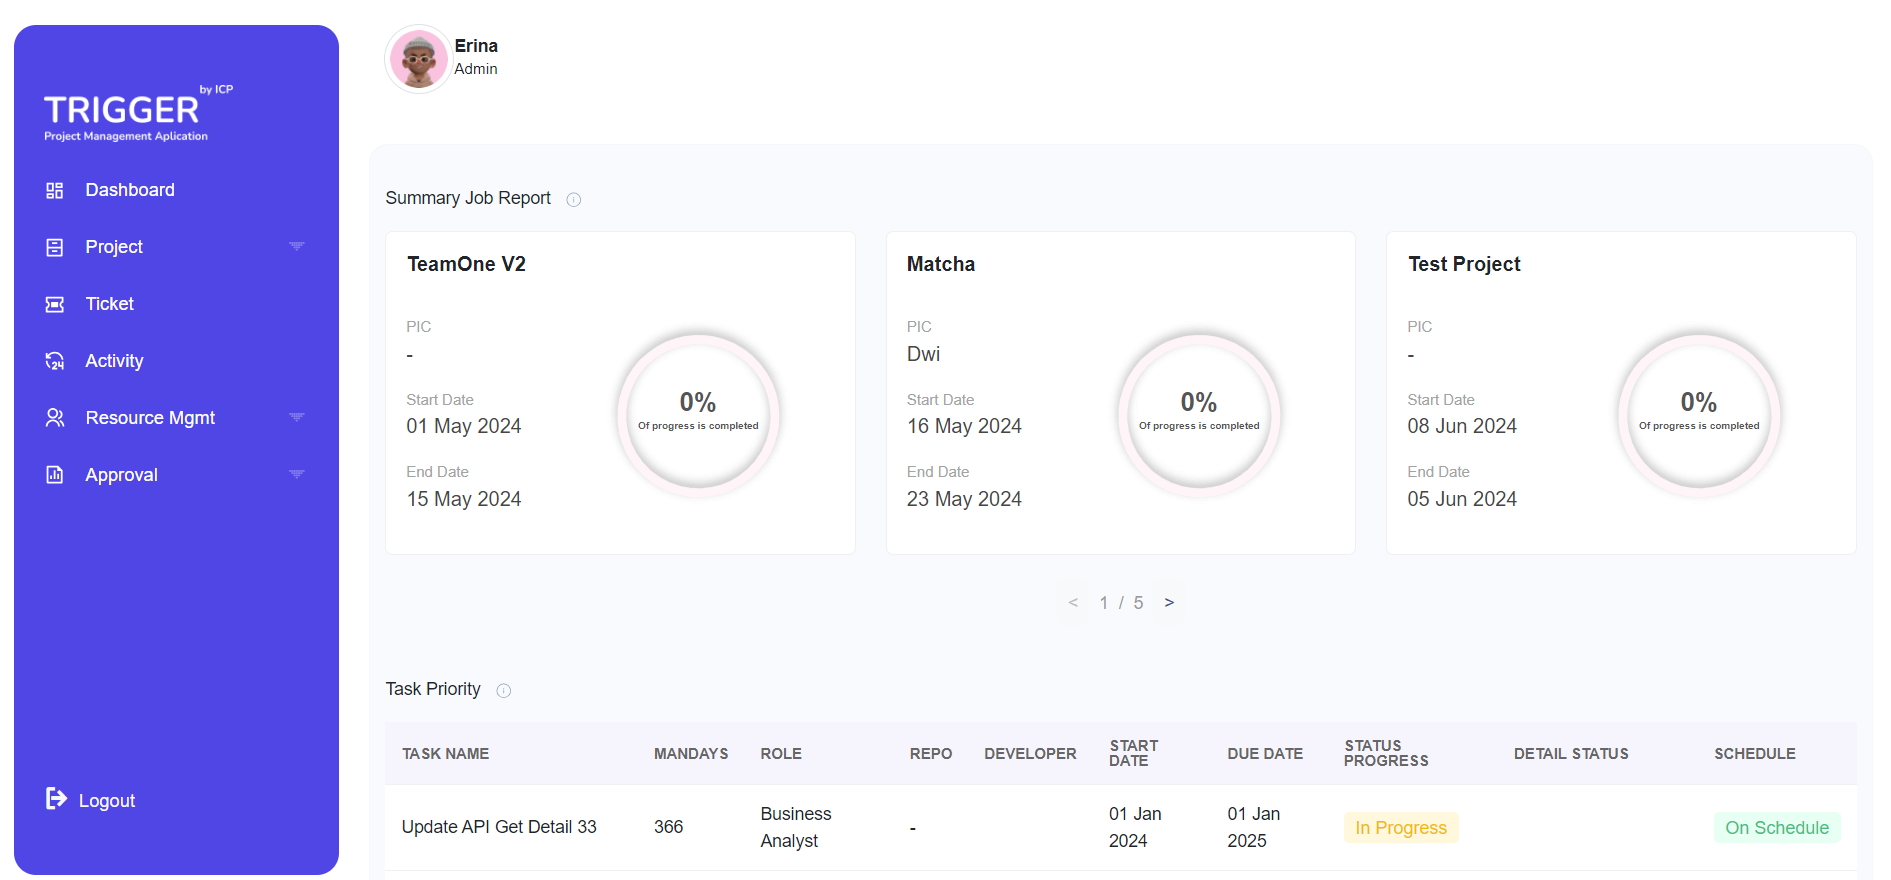 by ICP
TRIGGER
Project Management Aplication
Dashboard
Project
Ticket
24
Activity
Resource Mgmt
Approval
Logout
Erina
Admin
Summary Job Report
TeamOne V2
PIC
-
Start Date
01 May 2024
End Date
15 May 2024
0%
Of progress is completed
Matcha
PIC
Dwi
Start Date
16 May 2024
End Date
23 May 2024
0%
Of progress is completed
Test Project
PIC
-
Start Date
08 Jun 2024
End Date
05 Jun 2024
0%
Of progress is completed
< 1 / 5 >
Task Priority
TASK NAME MANDAYS ROLE REPO DEVELOPER START DATE DUE DATE STATUS PROGRESS DETAIL STATUS SCHEDULE
Update API Get Detail 33 366 Business Analyst - 01 Jan 2024 01 Jan 2025 In Progress On Schedule